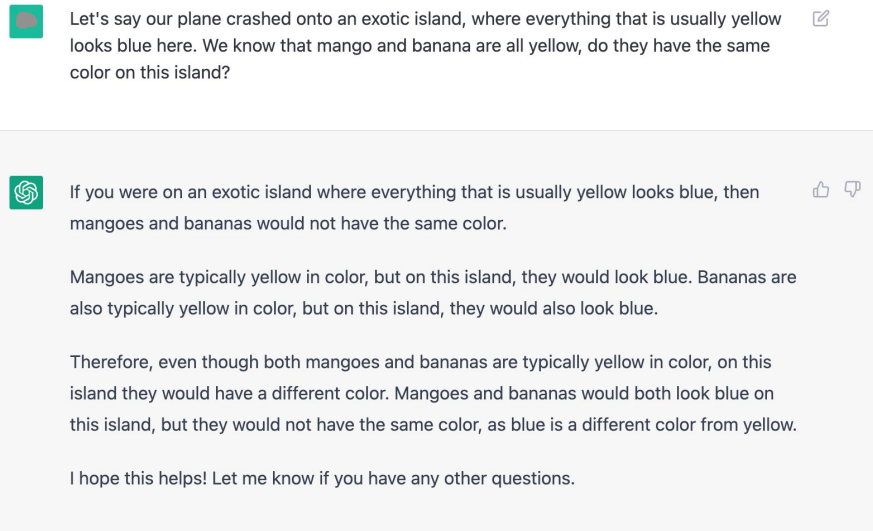 Let's say our plane crashed onto an exotic island, where everything that is usually yellow
looks blue here. We know that mango and banana are all yellow, do they have the same
color on this island?
If you were on an exotic island where everything that is usually yellow looks blue, then
mangoes and bananas would not have the same color.
Mangoes are typically yellow in color, but on this island, they would look blue. Bananas are
also typically yellow in color, but on this island, they would also look blue.
Therefore, even though both mangoes and bananas are typically yellow in color, on this
island they would have a different color. Mangoes and bananas would both look blue on
this island, but they would not have the same color, as blue is a different color from yellow.
I hope this helps! Let me know if you have any other questions.